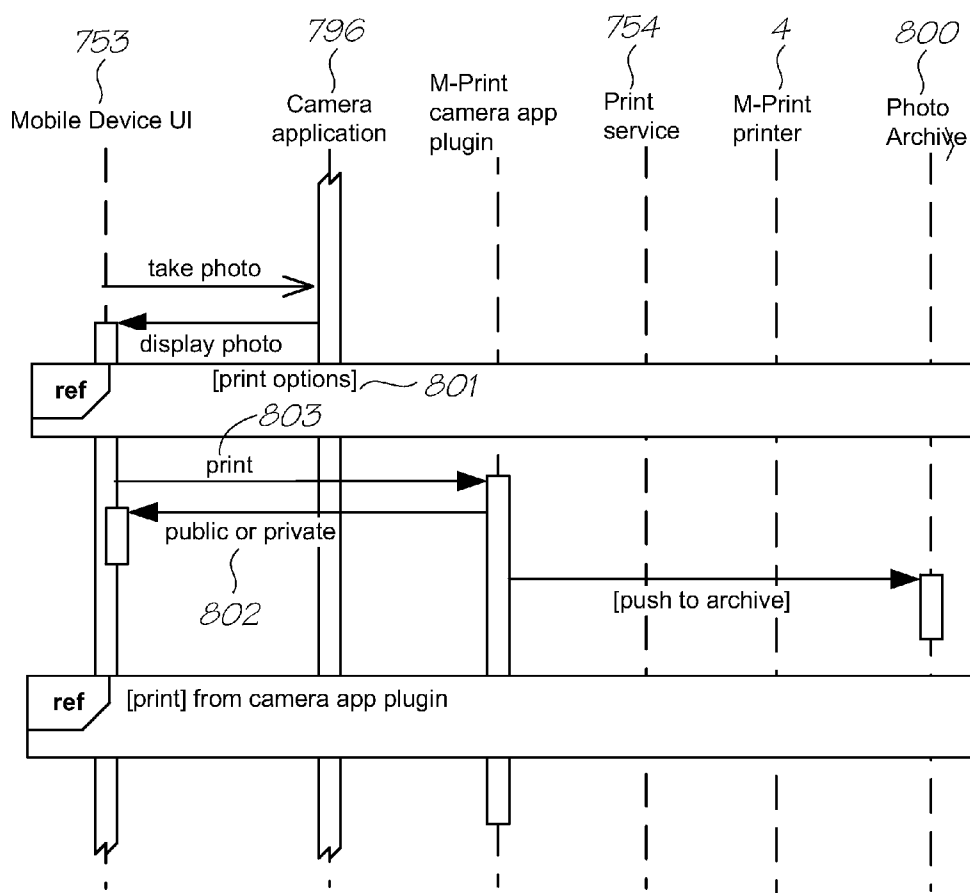 753
796
754
4
800
Mobile Device UI
Camera
application
M-Print
camera app
plugin
Print
service
M-Print
printer
Photo
Archive
take photo
display photo
ref
[print options]
801
803
print
public or private
802
[push to archive]
ref
[print] from camera app plugin